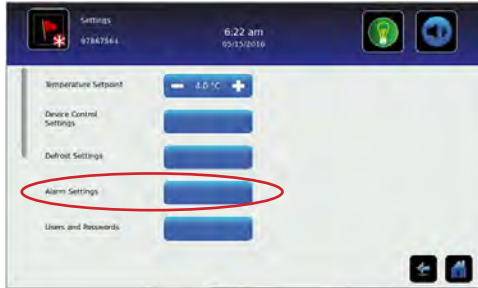 Settings
97867564
6:22 am
05/15/2016
Temperature Setpoint
4.0 °C
Device Control
Settings
Defrost Settings
Alarm Settings
Users and Passwords